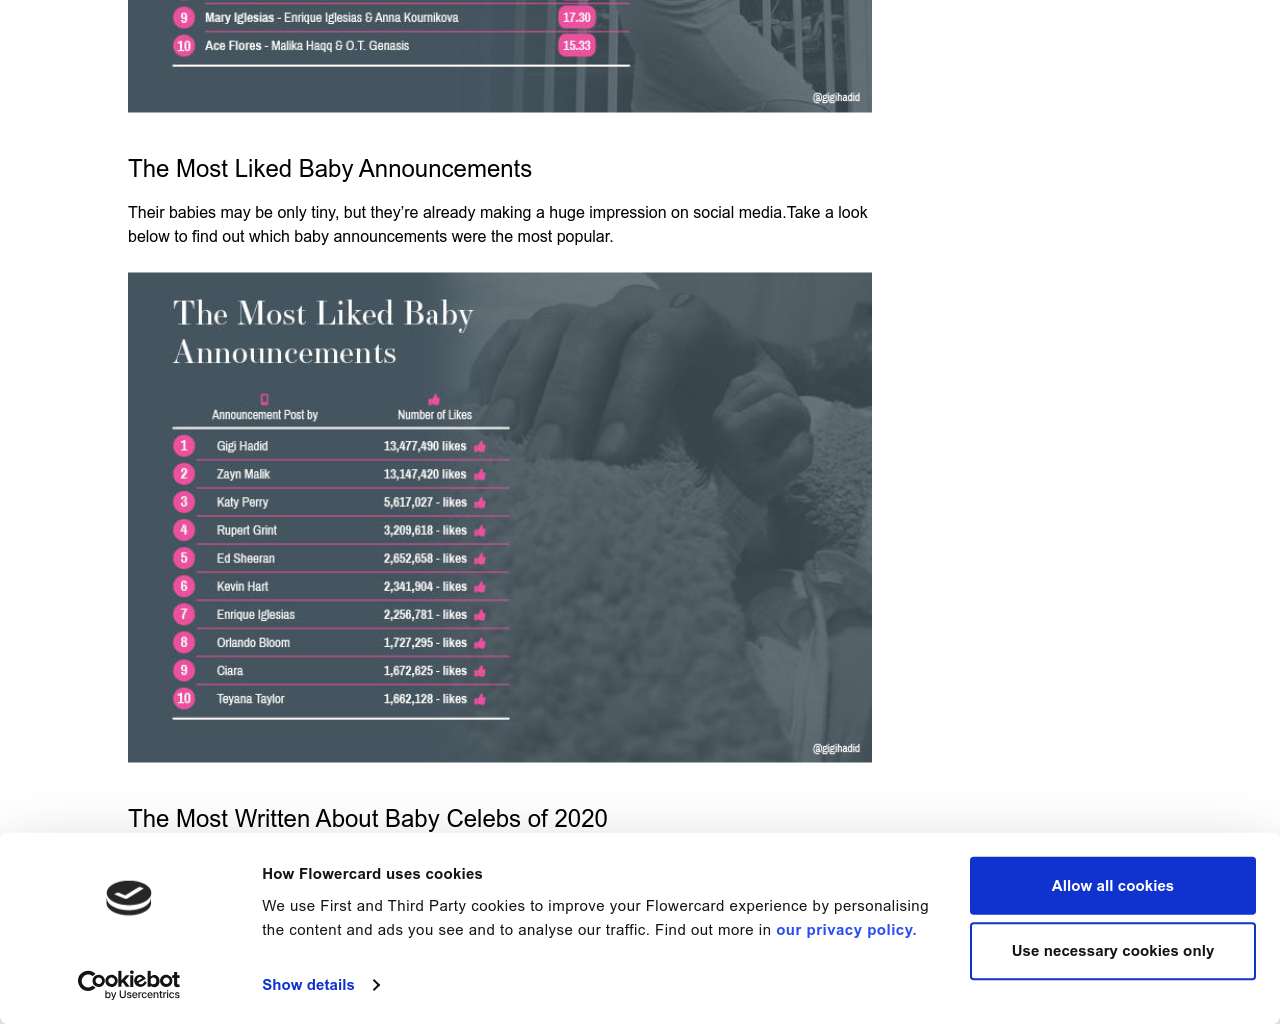 9 Mary Iglesias - Enrique Iglesias & Anna Kournikova 17.30
10 Ace Flores - Malika Haqq & O.T. Genasis 15.33
@gigihadid
The Most Liked Baby Announcements
Their babies may be only tiny, but they’re already making a huge impression on social media.Take a look
below to find out which baby announcements were the most popular.
The Most Liked Baby
Announcements
Announcement Post by Number of Likes
1 Gigi Hadid 13,477,490 likes
2 Zayn Malik 13,147,420 likes
3 Katy Perry 5,617,027 - likes
4 Rupert Grint 3,209,618 - likes
5 Ed Sheeran 2,652,658 - likes
6 Kevin Hart 2,341,904 - likes
7 Enrique Iglesias 2,256,781 - likes
8 Orlando Bloom 1,727,295 - likes
9 Ciara 1,672,625 - likes
10 Teyana Taylor 1,662,128 - likes
@gigihadid
The Most Written About Baby Celebs of 2020
How Flowercard uses cookies
We use First and Third Party cookies to improve your Flowercard experience by personalising
the content and ads you see and to analyse our traffic. Find out more in our privacy policy.
Show details
Allow all cookies
Use necessary cookies only
Cookiebot
by Usercentrics